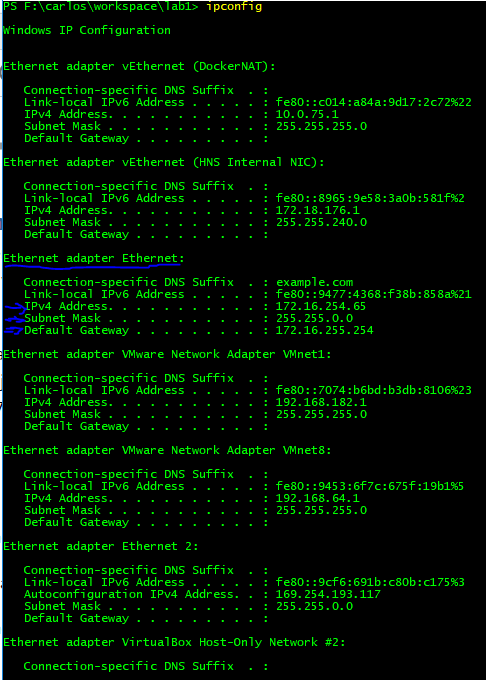 PS F:\carlos\workspace\lab1> ipconfig
Windows IP Configuration
Ethernet adapter vEthernet (DockerNAT):
Connection-specific DNS Suffix  . :
Link-local IPv6 Address . . . . . : fe80::c014:a84a:9d17:2c72%22
IPv4 Address. . . . . . . . . . . : 10.0.75.1
Subnet Mask . . . . . . . . . . . : 255.255.255.0
Default Gateway . . . . . . . . . :
Ethernet adapter vEthernet (HNS Internal NIC):
Connection-specific DNS Suffix  . :
Link-local IPv6 Address . . . . . : fe80::8965:9e58:3a0b:581f%2
IPv4 Address. . . . . . . . . . . : 172.18.176.1
Subnet Mask . . . . . . . . . . . : 255.255.240.0
Default Gateway . . . . . . . . . :
Ethernet adapter Ethernet:
Connection-specific DNS Suffix  . : example.com
Link-local IPv6 Address . . . . . : fe80::9477:4368:f38b:858a%21
IPv4 Address. . . . . . . . . . . : 172.16.254.65
Subnet Mask . . . . . . . . . . . : 255.255.0.0
Default Gateway . . . . . . . . . : 172.16.255.254
Ethernet adapter VMware Network Adapter VMnet1:
Connection-specific DNS Suffix  . :
Link-local IPv6 Address . . . . . : fe80::7074:b6bd:b3db:8106%23
IPv4 Address. . . . . . . . . . . : 192.168.182.1
Subnet Mask . . . . . . . . . . . : 255.255.255.0
Default Gateway . . . . . . . . . :
Ethernet adapter VMware Network Adapter VMnet8:
Connection-specific DNS Suffix  . :
Link-local IPv6 Address . . . . . : fe80::9453:6f7c:675f:19b1%5
IPv4 Address. . . . . . . . . . . : 192.168.64.1
Subnet Mask . . . . . . . . . . . : 255.255.255.0
Default Gateway . . . . . . . . . :
Ethernet adapter Ethernet 2:
Connection-specific DNS Suffix  . :
Link-local IPv6 Address . . . . . : fe80::9cf6:691b:c80b:c175%3
Autoconfiguration IPv4 Address. . : 169.254.193.117
Subnet Mask . . . . . . . . . . . : 255.255.0.0
Default Gateway . . . . . . . . . :
Ethernet adapter VirtualBox Host-Only Network #2:
Connection-specific DNS Suffix  . :